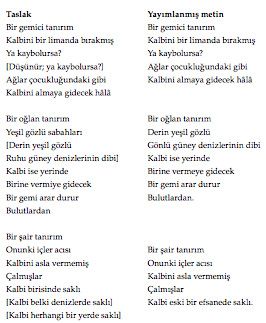 Taslak
Bir gemici tanırım
Kalbini bir limanda bırakmış
Ya kaybolursa?
[Düşünür; ya kaybolursa?]
Ağlar çocukluğundaki gibi
Kalbini almaya gidecek hâlâ
Bir oğlan tanırım
Yeşil gözlü sabahları
[Derin yeşil gözlü
Ruhu güney denizlerinin dibi]
Kalbi ise yerinde
Birine vermiye gidecek
Bir gemi arar durur
Bulutlardan
Bir şair tanırım
Onunki içler acısı
Kalbini asla vermemiş
Çalmışlar
Kalbi birisinde saklı
[Kalbi belki denizlerde saklı]
[Kalbi herhangi bir yerde saklı]
Yayımlanmış metin
Bir gemici tanırım
Kalbini bir limanda bırakmış
Ya kaybolursa?
Ağlar çocukluğundaki gibi
Kalbini almaya gidecek hâlâ
Bir oğlan tanırım
Derin yeşil gözlü
Gönlü güney denizlerinin dibi
Kalbi ise yerinde
Birine vermeye gidecek
Bir gemi arar durur
Bulutlardan.
Bir şair tanırım
Onunki içler acısı
Kalbini asla vermemiş
Çalmışlar
Kalbi eski bir efsanede saklı.